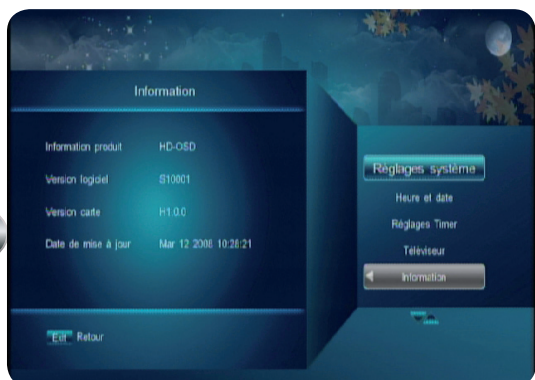 Information
Information produit HD-OSD
Version logiciel S10001
Version carte H1.0.0
Date de mise à jour Mar 12 2008 10:28:21
Exit Retour
Réglages système
Heure et date
Réglages Timer
Téléviseur
Information